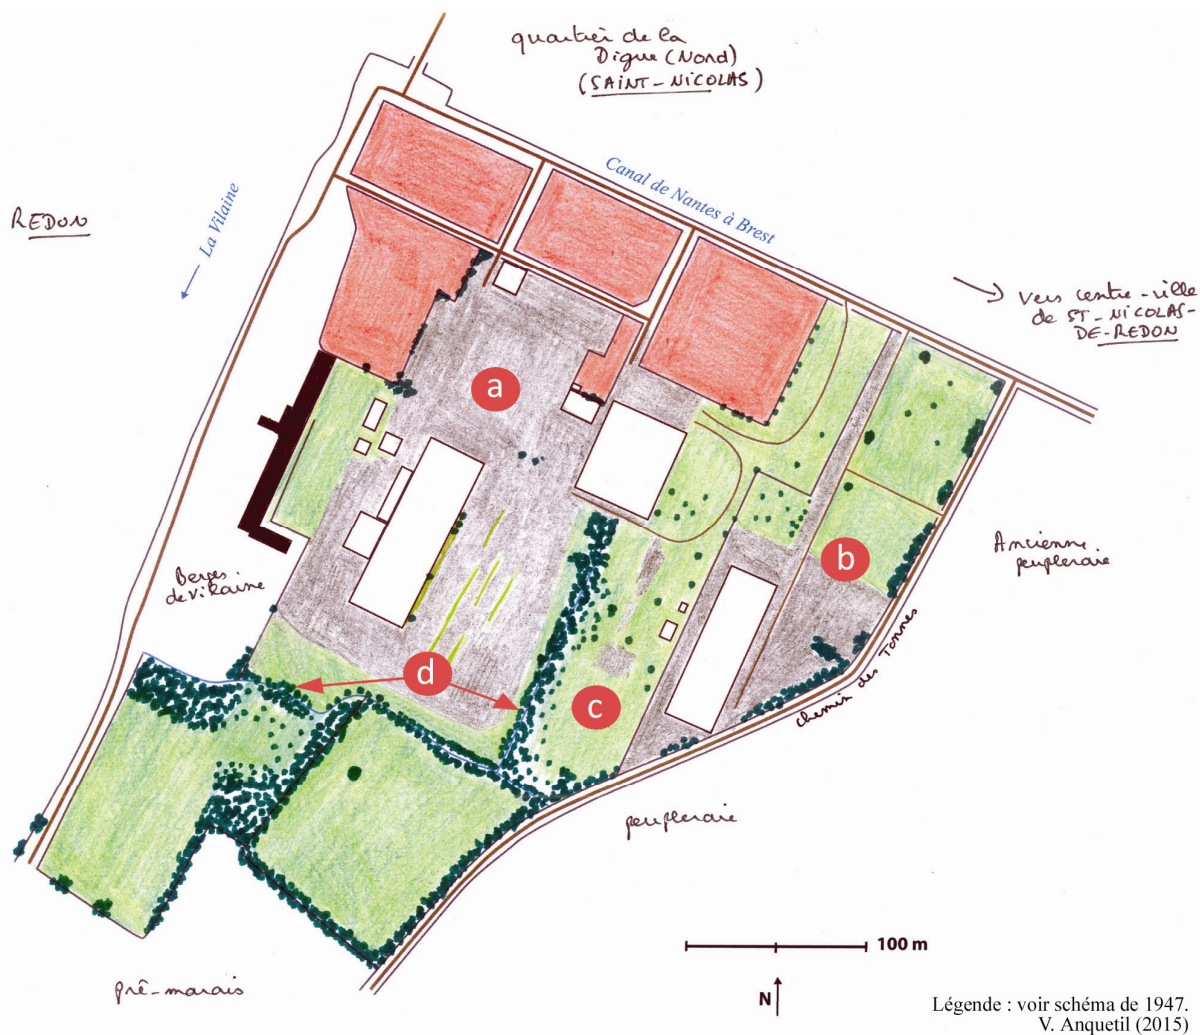 quartier de la
Digue (Nord)
(SAINT-NICOLAS)
Canal de Nantes à Brest
REDON
La Vilaine
vers centre-ville
de ST-NICOLAS-
DE-REDON
a
b
Ancienne
peupleraie
Berges
de Vilaine
d
c
chemin des Tonnes
peupleraie
100 m
pré-marais
N
Légende : voir schéma de 1947.
V. Anquetil (2015)